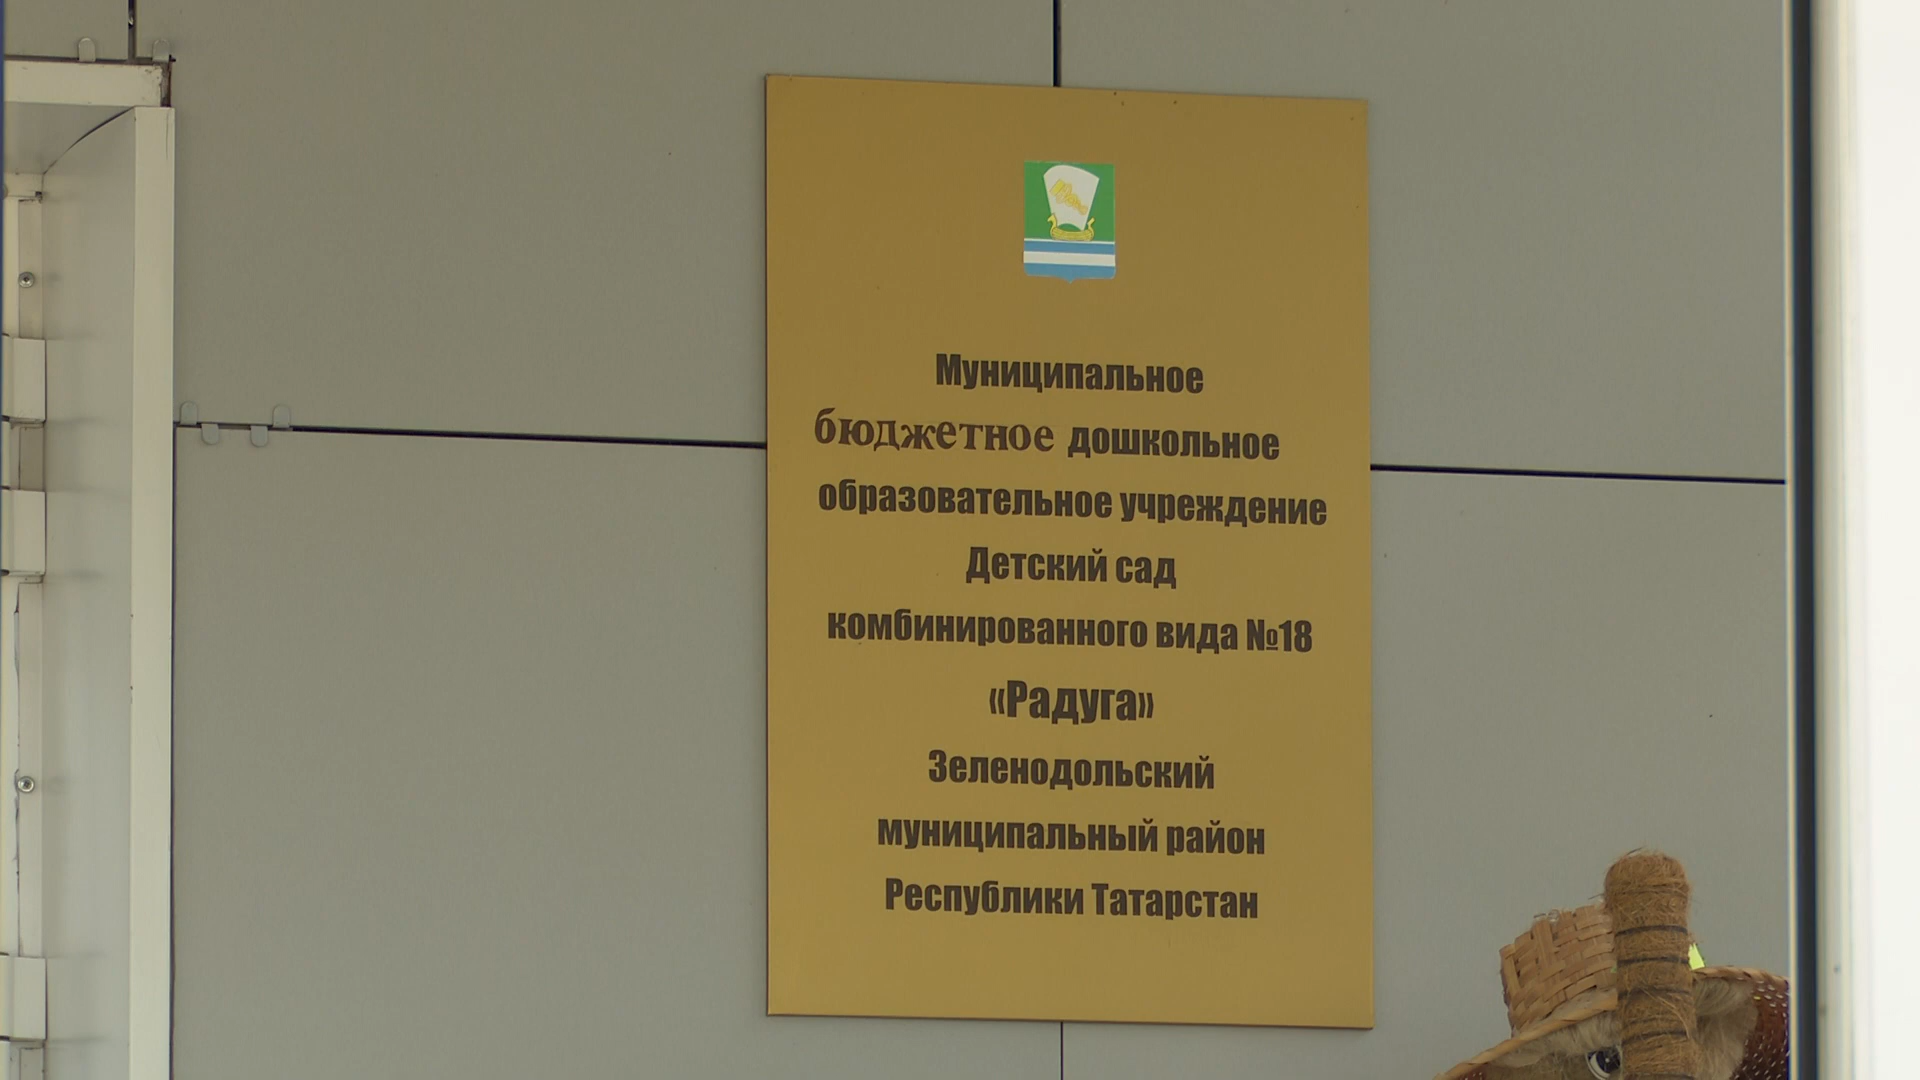 Муниципальное
бюджетное дошкольное
образовательное учреждение
Детский сад
комбинированного вида №18
«Радуга»
Зеленодольский
муниципальный район
Республики Татарстан